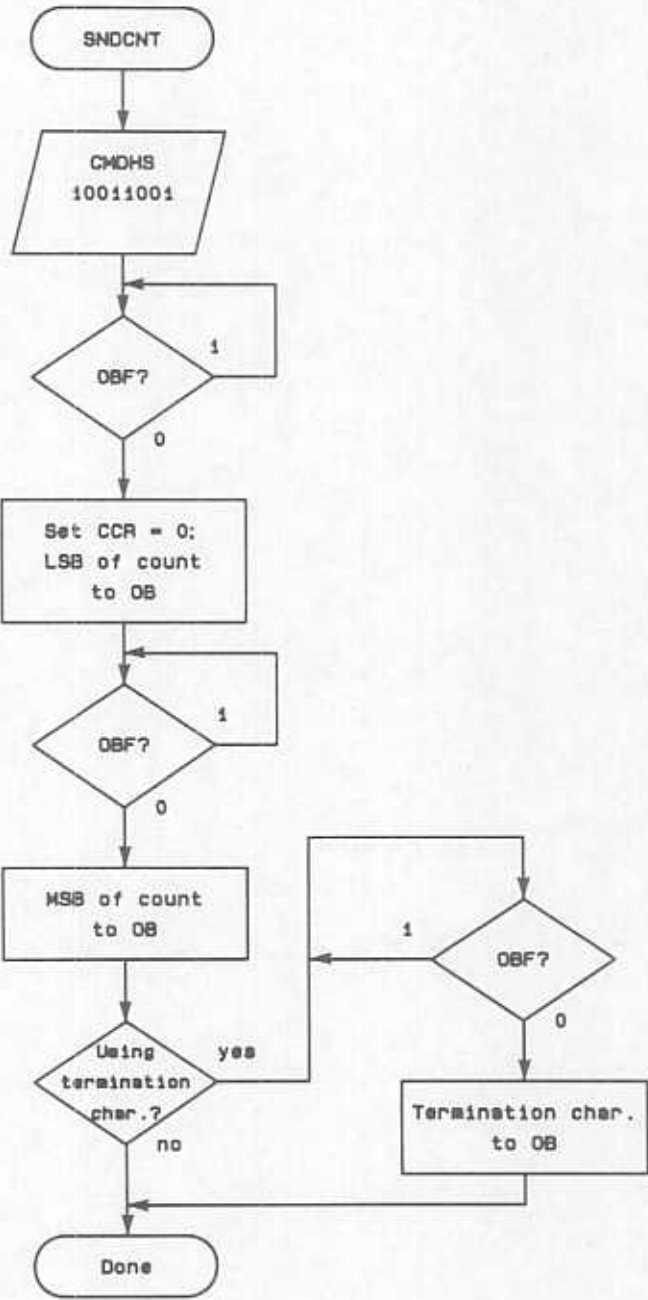 SNDCNT
CMDHS
10011001
OBF?
1
0
Set CCR = 0;
LSB of count
to OB
OBF?
1
0
MSB of count
to OB
Using
termination
char.?
yes
no
OBF?
1
0
Termination char.
to OB
Done